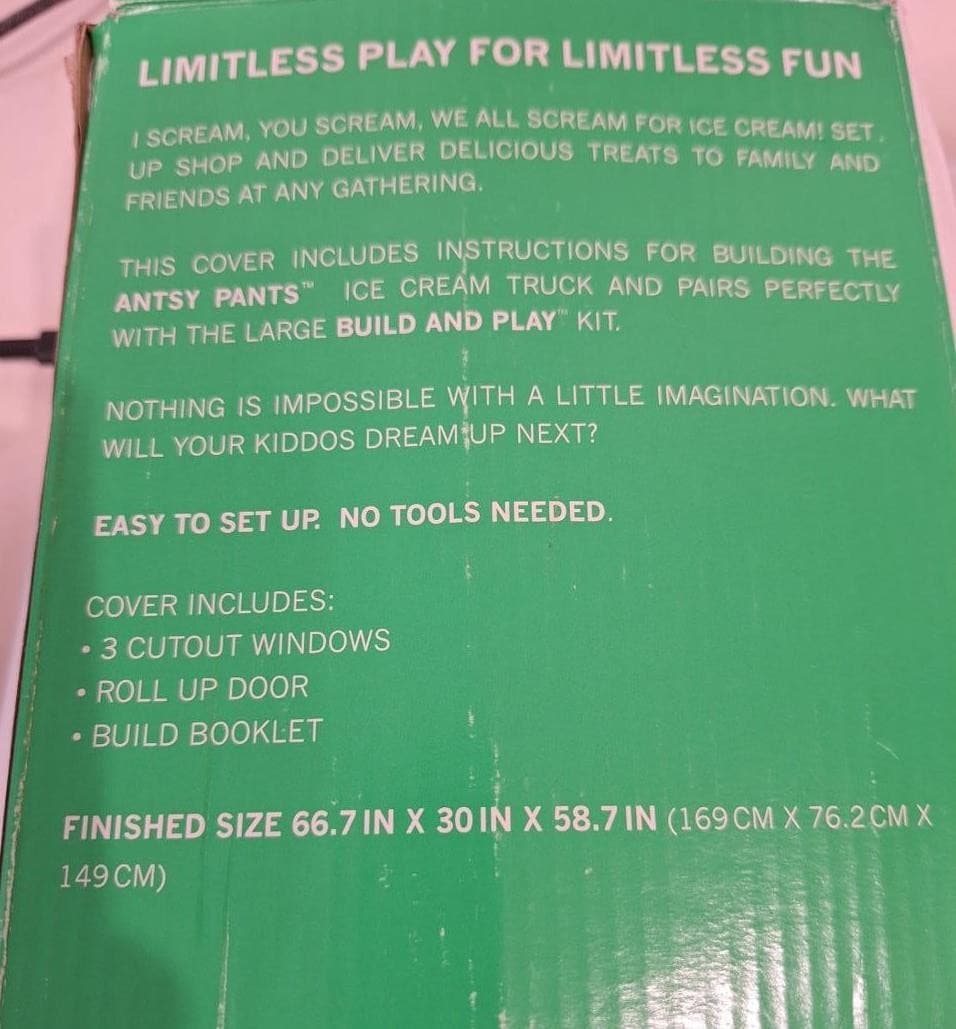 LIMITLESS PLAY FOR LIMITLESS FUN
I SCREAM, YOU SCREAM, WE ALL SCREAM FOR ICE CREAM! SET
UP SHOP AND DELIVER DELICIOUS TREATS TO FAMILY AND
FRIENDS AT ANY GATHERING.
THIS COVER INCLUDES INSTRUCTIONS FOR BUILDING THE
ANTSY PANTS™ ICE CREAM TRUCK AND PAIRS PERFECTLY
WITH THE LARGE BUILD AND PLAY™ KIT.
NOTHING IS IMPOSSIBLE WITH A LITTLE IMAGINATION. WHAT
WILL YOUR KIDDOS DREAM UP NEXT?
EASY TO SET UP. NO TOOLS NEEDED.
COVER INCLUDES:
• 3 CUTOUT WINDOWS
• ROLL UP DOOR
• BUILD BOOKLET
FINISHED SIZE 66.7 IN X 30 IN X 58.7 IN (169 CM X 76.2 CM X
149 CM)